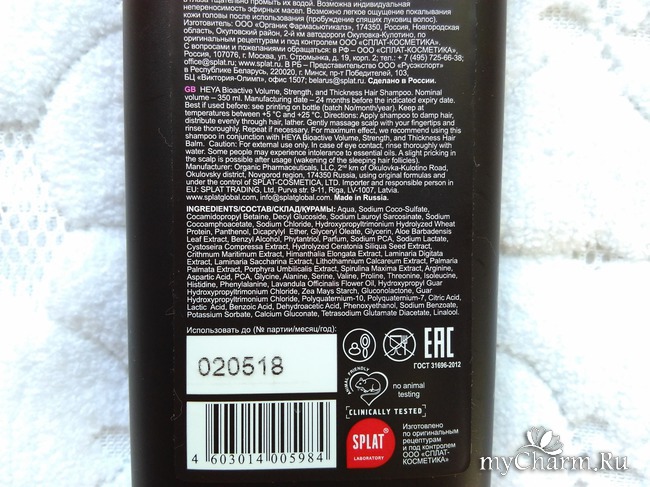 в глаза тщательно промыть их водой. Возможна индивидуальная
непереносимость эфирных масел. Возможно легкое ощущение покалывания
кожи головы после использования (пробуждение спящих луковиц волос).
Изготовитель: ООО «Органик Фармасьютикалз», 174350, Россия, Новгородская
область, Окуловский район, 2-й км автодороги Окуловка-Кулотино, по
оригинальным рецептурам и под контролем ООО «СПЛАТ-КОСМЕТИКА».
С вопросами и пожеланиями обращаться: в РФ – ООО «СПЛАТ-КОСМЕТИКА»,
Россия, 107076, г. Москва, ул. Стромынка, д. 19, корп. 2; тел.: +7 (495) 725-66-38;
office@splat.ru, www.splat.ru. В РБ – Представительство ООО «Русэкспорт»
в Республике Беларусь, 220020, г. Минск, пр-т Победителей, 103,
БЦ «Виктория-Олимп», офис 1507; belarus@splat.ru. Сделано в России.
GB HEYA Bioactive Volume, Strength, and Thickness Hair Shampoo. Nominal
volume – 350 ml. Manufacturing date – 24 months before the indicated expiry date.
Best if used before: see printing on bottle (batch No/month/year). Keep at
temperatures between +5 °C and +25 °C. Directions: Apply shampoo to damp hair,
distribute evenly through hair, lather. Gently massage scalp with your fingertips and
rinse thoroughly. Repeat if necessary. For maximum effect, we recommend using this
shampoo in conjunction with HEYA Bioactive Volume, Strength, and Thickness Hair
Balm. Caution: For external use only. In case of eye contact, rinse thoroughly with
water. Some people may experience intolerance to essential oils. A slight pricking in
the scalp is possible after usage (wakening of the sleeping hair follicles).
Manufacturer: Organic Pharmaceuticals, LLC, 2nd km of Okulovka-Kulotino Road,
Okulovsky district, Novgorod region, 174350 Russia, using original formulas and
under the control of SPLAT-COSMETICA, LTD. Importer and responsible person in
EU: SPLAT TRADING, Ltd, Purva str. 9-11, Riga, LV-1007, Latvia.
www.splatglobal.com, info@splatglobal.com. Made in Russia.
INGREDIENTS/СОСТАВ/СКЛАД/ҚҰРАМЫ: Aqua, Sodium Coco-Sulfate,
Cocamidopropyl Betaine, Decyl Glucoside, Sodium Lauroyl Sarcosinate, Sodium
Cocoamphoacetate, Sodium Chloride, Hydroxypropyltrimonium Hydrolyzed Wheat
Protein, Panthenol, Dicaprylyl Ether, Glyceryl Oleate, Glycerin, Aloe Barbadensis
Leaf Extract, Benzyl Alcohol, Phytantriol, Parfum, Sodium PCA, Sodium Lactate,
Cystoseira Compressa Extract, Hydrolyzed Ceratonia Siliqua Seed Extract,
Crithmum Maritimum Extract, Himanthalia Elongata Extract, Laminaria Digitata
Extract, Laminaria Saccharina Extract, Lithothamnium Calcareum Extract, Palmaria
Palmata Extract, Porphyra Umbilicalis Extract, Spirulina Maxima Extract, Arginine,
Aspartic Acid, PCA, Glycine, Alanine, Serine, Valine, Proline, Threonine, Isoleucine,
Histidine, Phenylalanine, Lavandula Officinalis Flower Oil, Hydroxypropyl Guar
Hydroxypropyltrimonium Chloride, Zea Mays Starch, Gluconolactone, Guar
Hydroxypropyltrimonium Chloride, Polyquaternium-10, Polyquaternium-7, Citric Acid,
Lactic Acid, Benzoic Acid, Dehydroacetic Acid, Phenoxyethanol, Sodium Benzoate,
Potassium Sorbate, Calcium Gluconate, Tetrasodium Glutamate Diacetate, Linalool.
Использовать до (№ партии/месяц/год):
020518
EAC
ГОСТ 31696-2012
ANIMAL FRIENDLY
no animal
testing
CLINICALLY TESTED
SPLAT®
LABORATORY
Изготовлено
по оригинальным
рецептурам
и под контролем
ООО «СПЛАТ-
КОСМЕТИКА»
4 603014 005984
myCharm.Ru